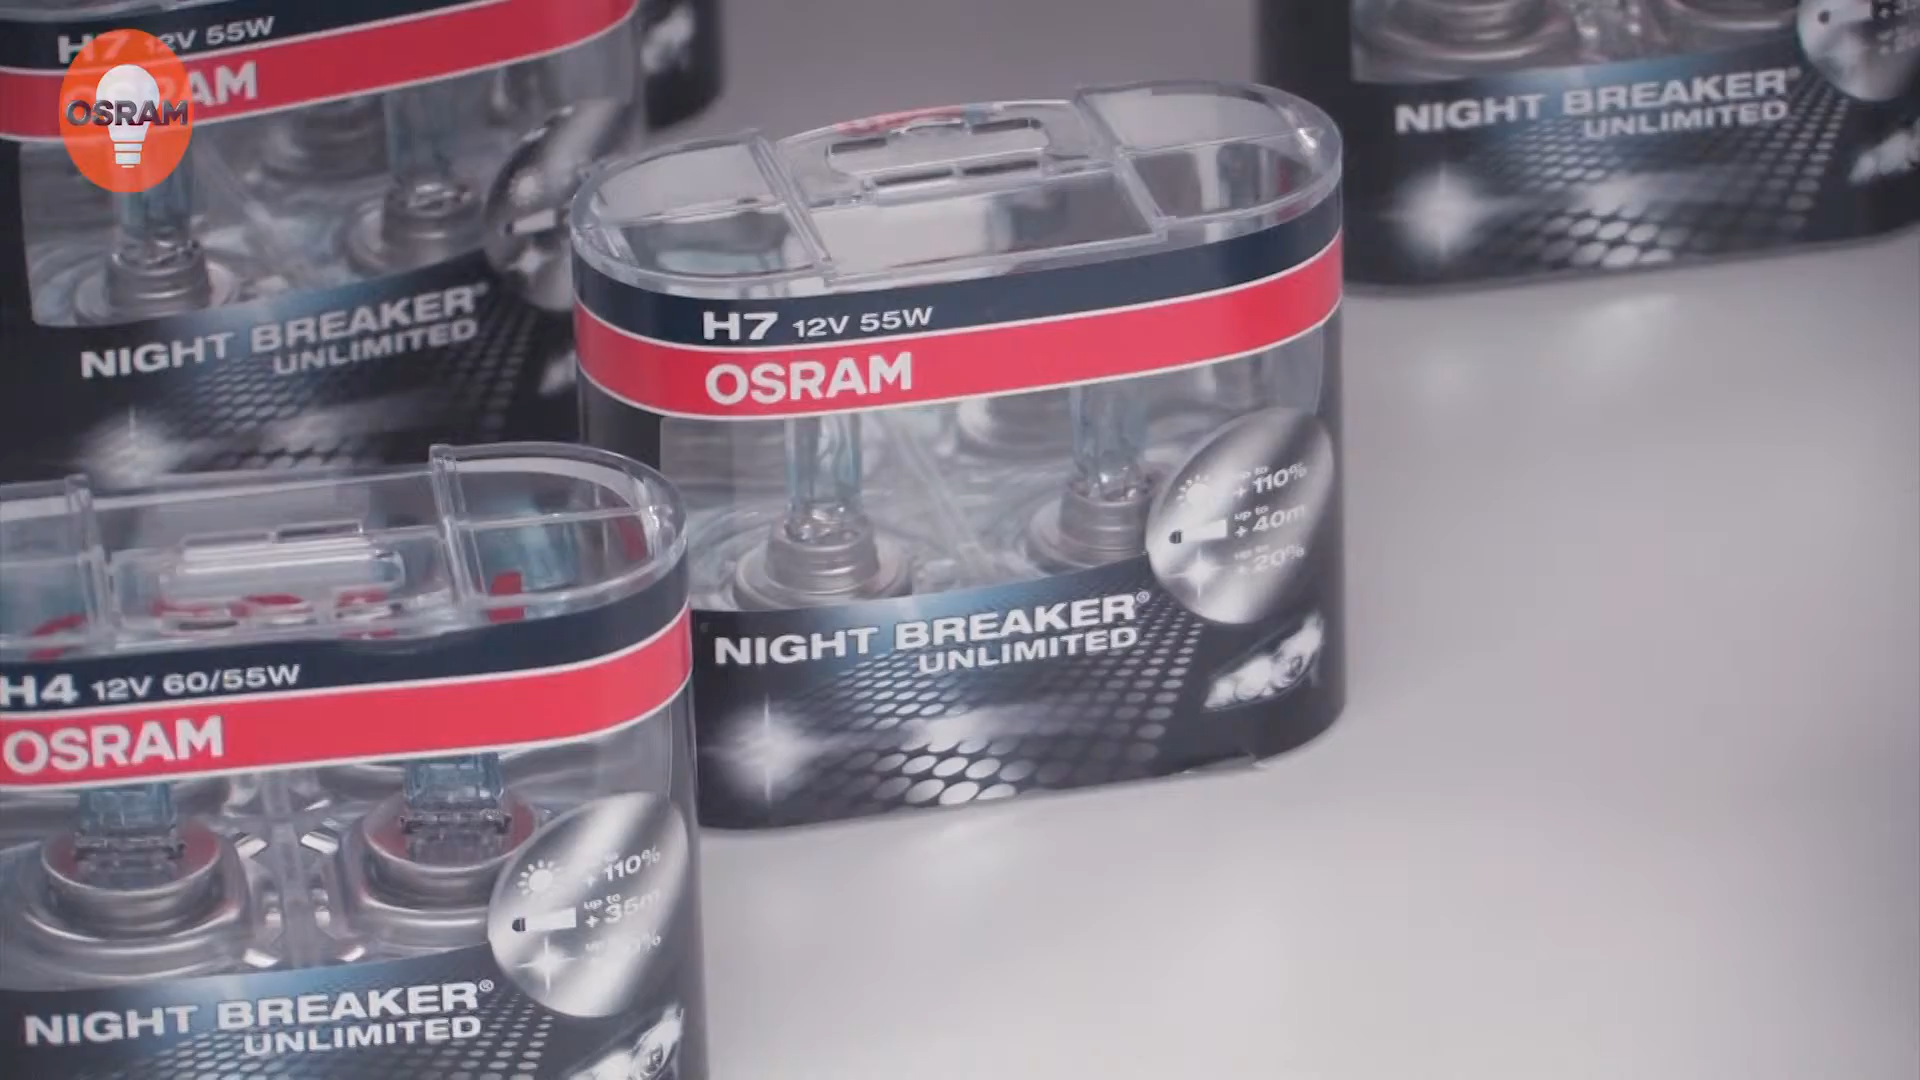 H7 12V 55W
OSRAM
OSRAM
NIGHT BREAKER®
UNLIMITED
NIGHT BREAKER®
UNLIMITED
H7 12V 55W
OSRAM
up to
+ 110%
up to
+ 40m
up to
+ 20%
NIGHT BREAKER®
UNLIMITED
H4 12V 60/55W
OSRAM
+ 110%
up to
+ 35m
NIGHT BREAKER®
UNLIMITED